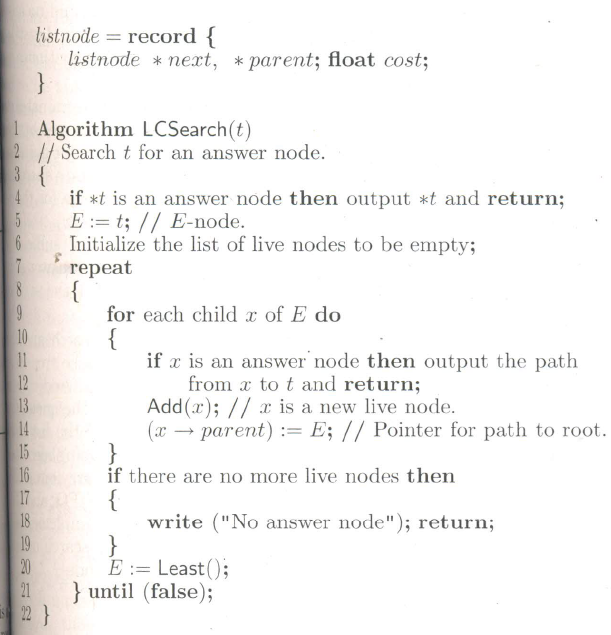 listnode = record {
listnode * next, * parent; float cost;
}
1 Algorithm LCSearch(t)
2 // Search t for an answer node.
3 {
4 if *t is an answer node then output *t and return;
5 E := t; // E-node.
6 Initialize the list of live nodes to be empty;
7 repeat
8 {
9 for each child x of E do
10 {
11 if x is an answer node then output the path
12 from x to t and return;
13 Add(x); // x is a new live node.
14 (x → parent) := E; // Pointer for path to root.
15 }
16 if there are no more live nodes then
17 {
18 write ("No answer node"); return;
19 }
20 E := Least();
21 } until (false);
22 }